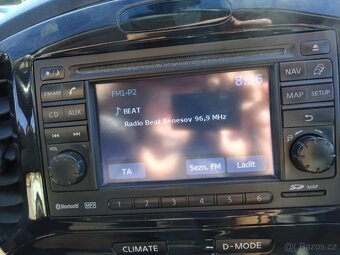 FM1-P2
8:56
BEAT
Radio Beat Benesov 96,9 MHz
TA
Sezn. FM
Ladit
FM·AM
CD
AUX
VOL
NAV
MAP
SETUP
SD MAP
Bluetooth
MP3
1 2 3 4 5 6
CLIMATE
D-MODE
bazos.cz